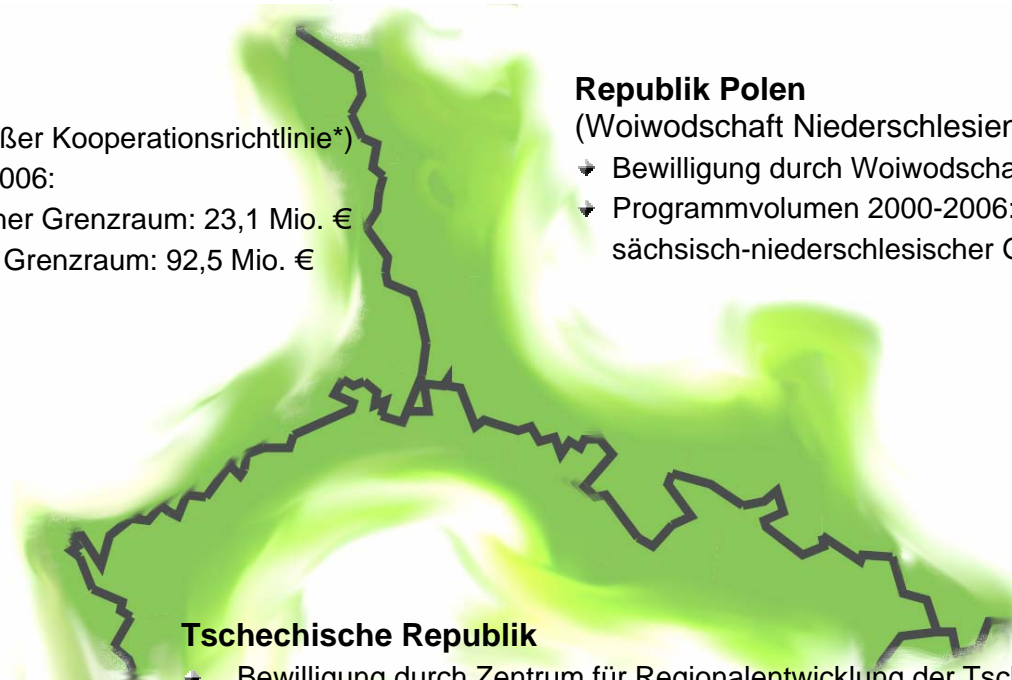 ßer Kooperationsrichtlinie*)
006:
ner Grenzraum: 23,1 Mio. €
Grenzraum: 92,5 Mio. €
Republik Polen
(Woiwodschaft Niederschlesien
Bewilligung durch Woiwodscha
Programmvolumen 2000-2006:
sächsisch-niederschlesischer G
Tschechische Republik
Bewilligung durch Zentrum für Regionalentwicklung der Tsch